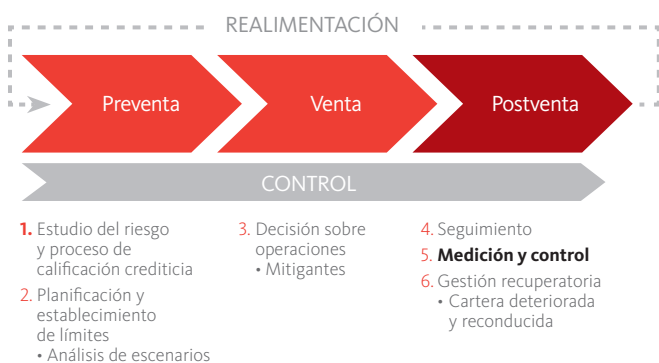 REALIMENTACIÓN
Preventa
Venta
Postventa
CONTROL
1. Estudio del riesgo
y proceso de
calificación crediticia
2. Planificación y
establecimiento
de límites
• Análisis de escenarios
3. Decisión sobre
operaciones
• Mitigantes
4. Seguimiento
5. Medición y control
6. Gestión recuperatoria
• Cartera deteriorada
y reconducida